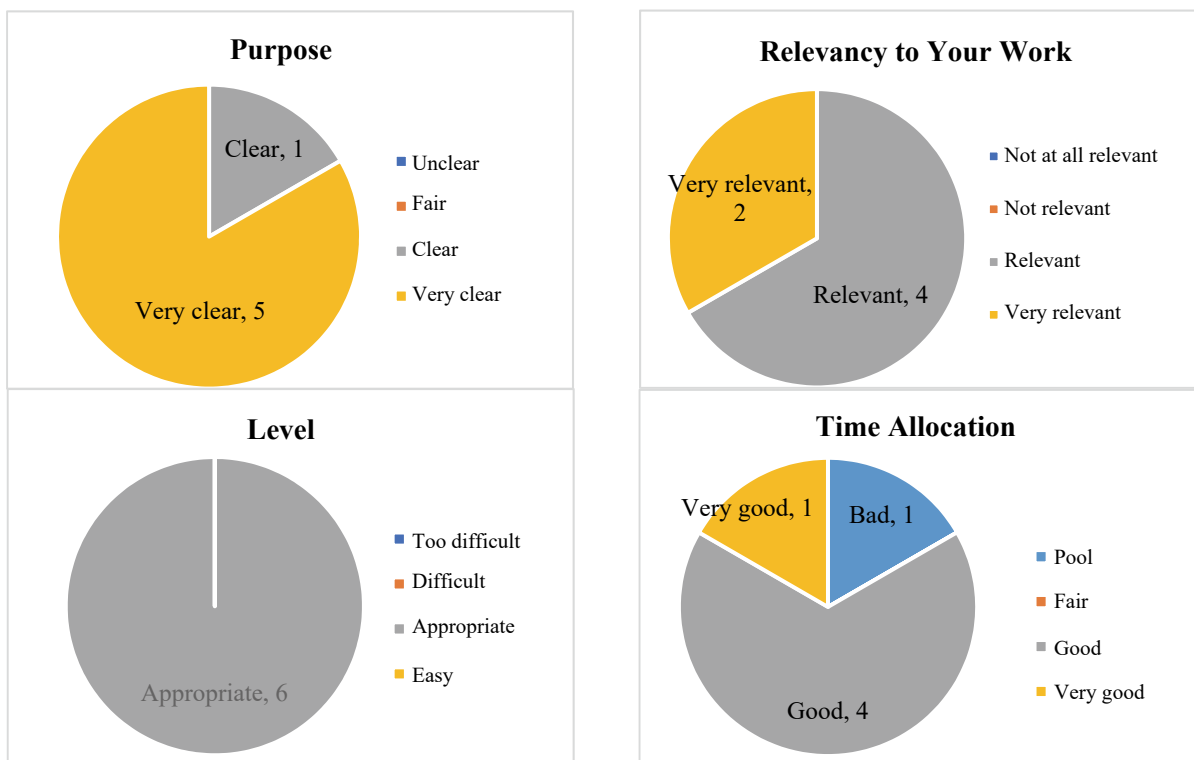 Purpose
Clear, 1
Very clear, 5
Unclear
Fair
Clear
Very clear
Relevancy to Your Work
Very relevant,
2
Relevant, 4
Not at all relevant
Not relevant
Relevant
Very relevant
Level
Appropriate, 6
Too difficult
Difficult
Appropriate
Easy
Time Allocation
Very good, 1
Bad, 1
Good, 4
Pool
Fair
Good
Very good